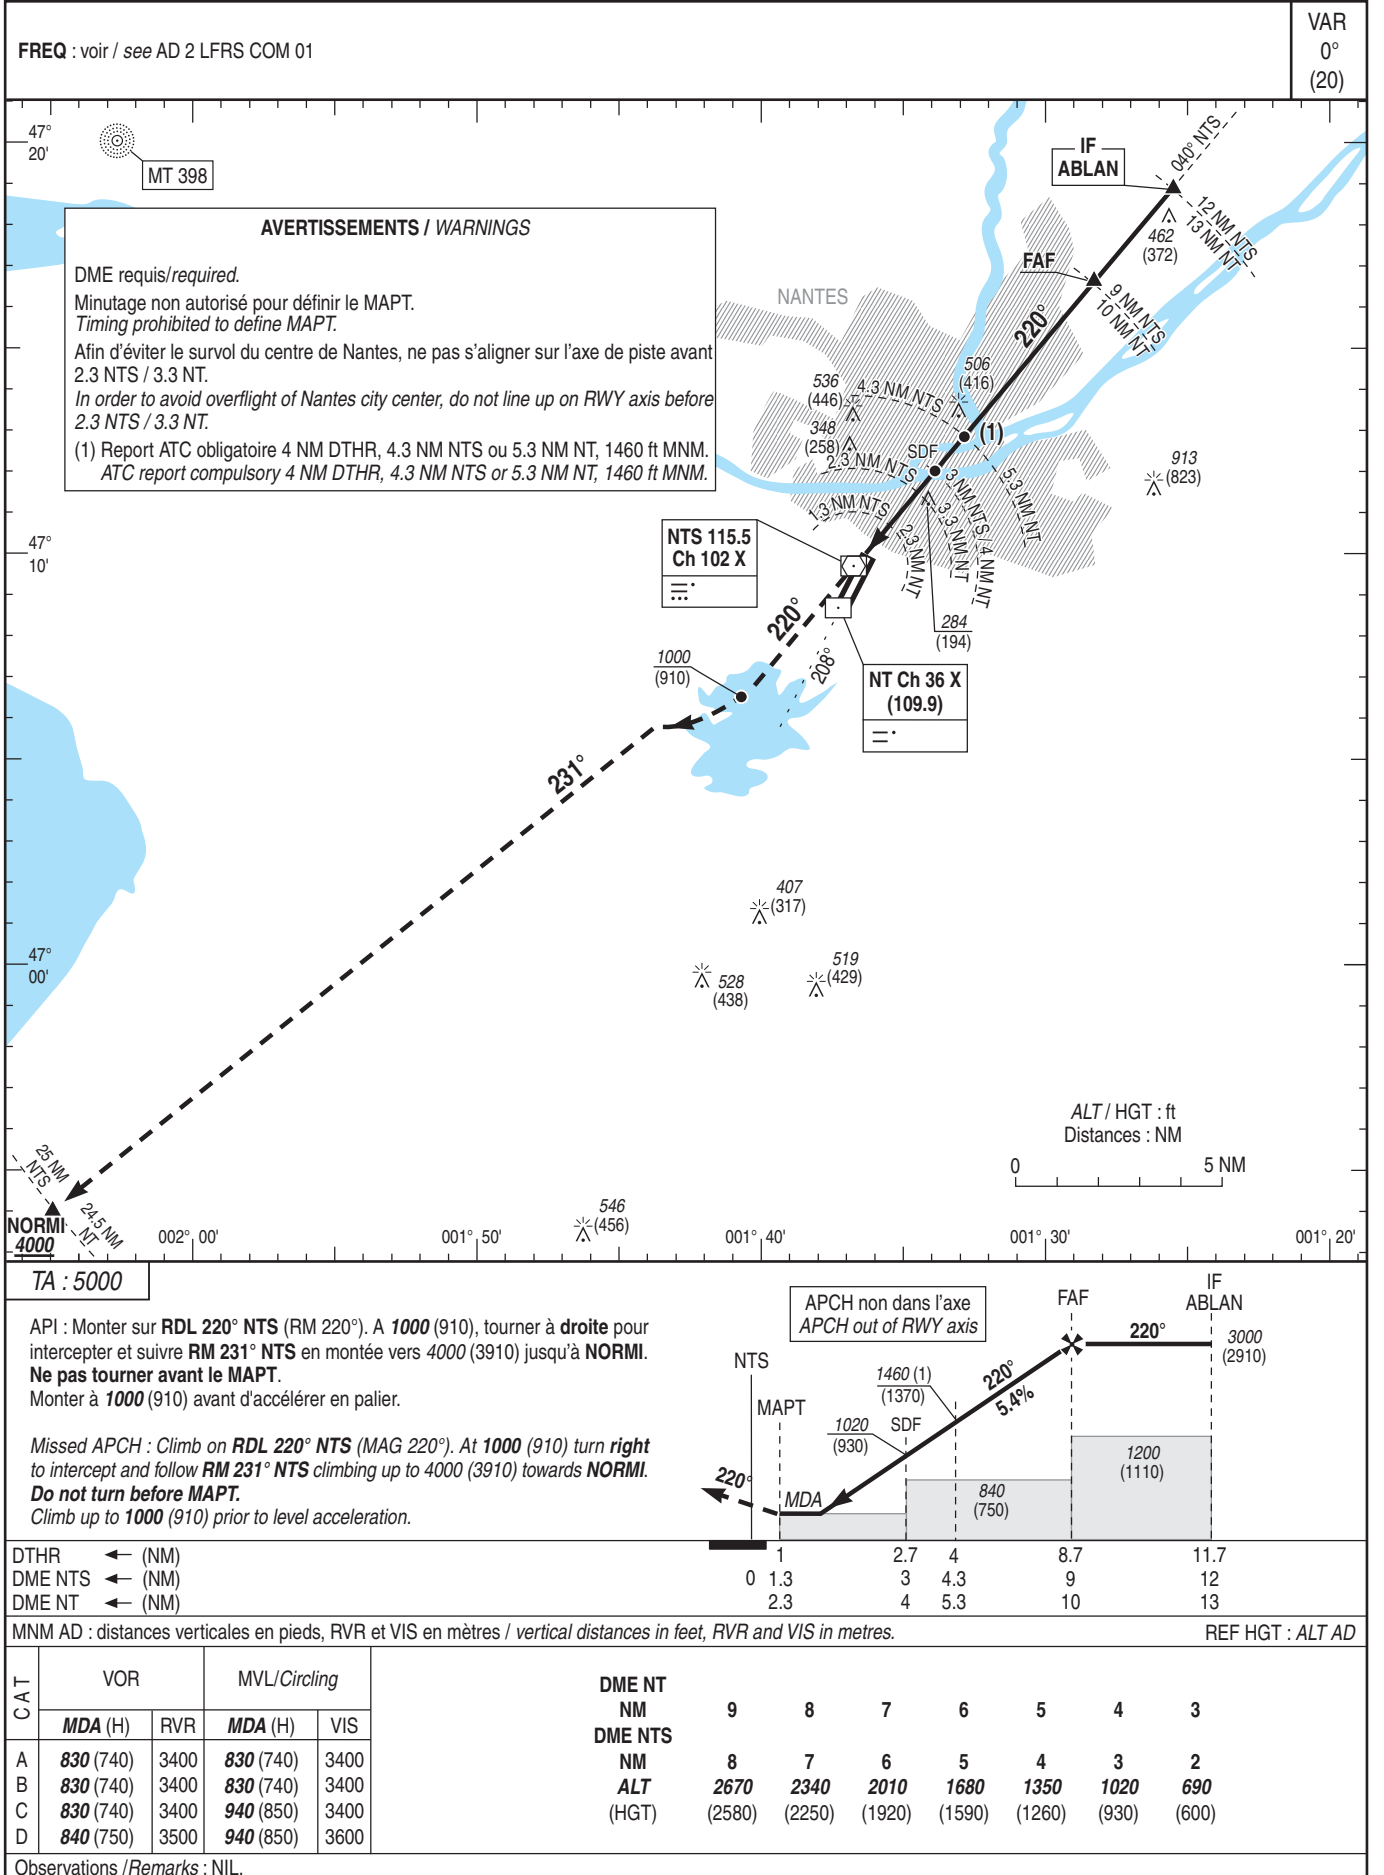 FREQ : voir / see AD 2 LFRS COM 01
VAR
0°
(20)
47°
20'
MT 398
IF
ABLAN
040° NTS
12 NM NTS
13 NM NT
462
(372)
FAF
9 NM NTS
10 NM NT
220°
NANTES
AVERTISSEMENTS / WARNINGS
DME requis/required.
Minutage non autorisé pour définir le MAPT.
Timing prohibited to define MAPT.
Afin d'éviter le survol du centre de Nantes, ne pas s'aligner sur l'axe de piste avant
2.3 NTS / 3.3 NT.
In order to avoid overflight of Nantes city center, do not line up on RWY axis before
2.3 NTS / 3.3 NT.
(1) Report ATC obligatoire 4 NM DTHR, 4.3 NM NTS ou 5.3 NM NT, 1460 ft MNM.
ATC report compulsory 4 NM DTHR, 4.3 NM NTS or 5.3 NM NT, 1460 ft MNM.
506
(416)
536
(446)
4.3 NM NTS
348
(258)
(1)
SDF
2.3 NM NTS
913
(823)
5.3 NM NT
3 NM NTS / 4 NM NT
3.3 NM NT
1.3 NM NTS
2.3 NM NT
47°
10'
NTS 115.5
Ch 102 X
284
(194)
220°
208°
1000
(910)
NT Ch 36 X
(109.9)
231°
407
(317)
47°
00'
528
(438)
519
(429)
ALT / HGT : ft
Distances : NM
0 5 NM
25 NM
NTS
24.5 NM
NT
NORMI
4000
546
(456)
002° 00' 001° 50' 001° 40' 001° 30' 001° 20'
TA : 5000
API : Monter sur RDL 220° NTS (RM 220°). A 1000 (910), tourner à droite pour
intercepter et suivre RM 231° NTS en montée vers 4000 (3910) jusqu'à NORMI.
Ne pas tourner avant le MAPT.
Monter à 1000 (910) avant d'accélérer en palier.
Missed APCH : Climb on RDL 220° NTS (MAG 220°). At 1000 (910) turn right
to intercept and follow RM 231° NTS climbing up to 4000 (3910) towards NORMI.
Do not turn before MAPT.
Climb up to 1000 (910) prior to level acceleration.
APCH non dans l'axe
APCH out of RWY axis
FAF
IF
ABLAN
220°
3000
(2910)
NTS
MAPT
1460 (1)
(1370)
220°
5.4%
1020
(930)
SDF
1200
(1110)
220°
MDA
840
(750)
DTHR (NM) 1 2.7 4 8.7 11.7
DME NTS (NM) 0 1.3 3 4.3 9 12
DME NT (NM) 2.3 4 5.3 10 13
MNM AD : distances verticales en pieds, RVR et VIS en mètres / vertical distances in feet, RVR and VIS in metres. REF HGT : ALT AD
CAT VOR MVL/Circling
MDA (H) RVR MDA (H) VIS
A 830 (740) 3400 830 (740) 3400
B 830 (740) 3400 830 (740) 3400
C 830 (740) 3400 940 (850) 3400
D 840 (750) 3500 940 (850) 3600
DME NT
NM 9 8 7 6 5 4 3
DME NTS
NM 8 7 6 5 4 3 2
ALT 2670 2340 2010 1680 1350 1020 690
(HGT) (2580) (2250) (1920) (1590) (1260) (930) (600)
Observations /Remarks : NIL.